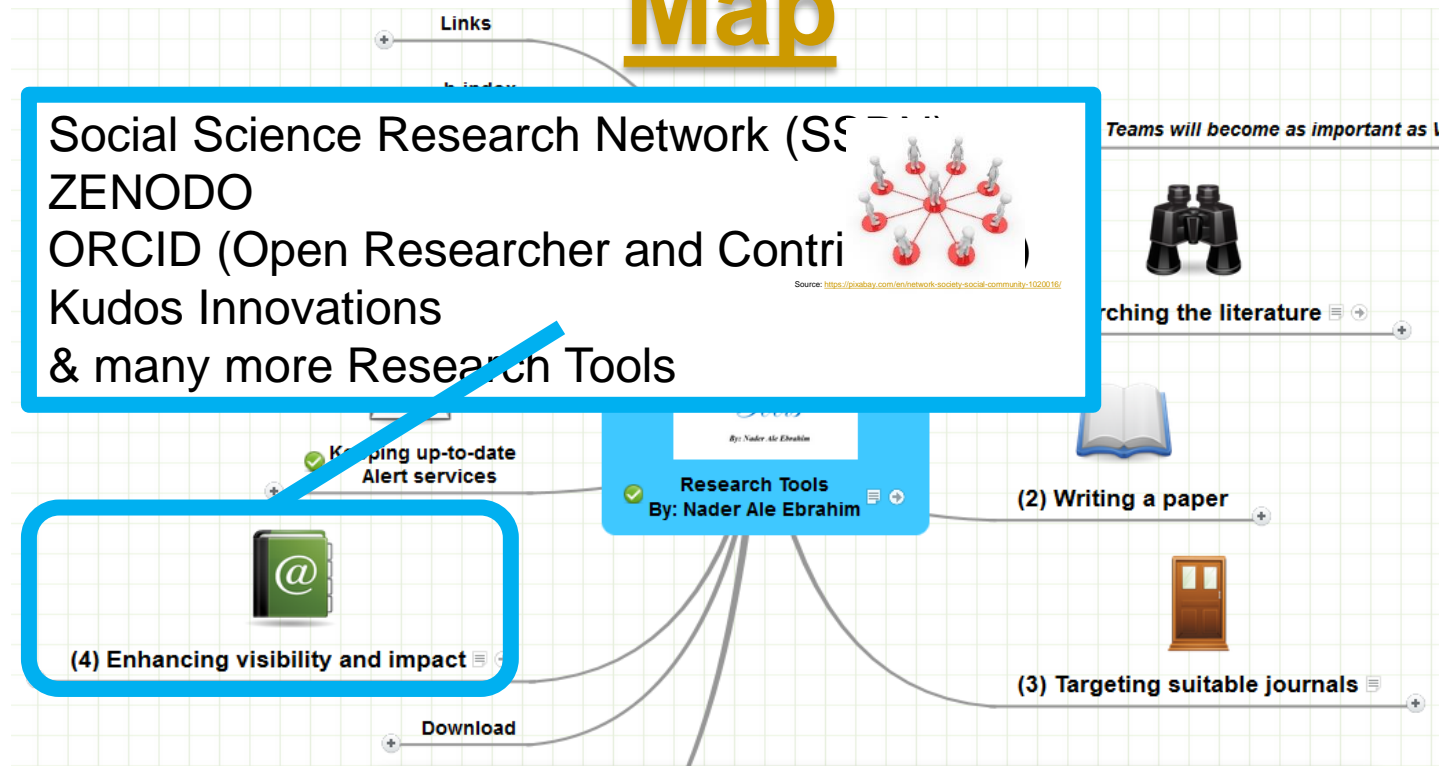 Map
Links
h-index
Social Science Research Network
ZENODO
ORCID (Open Researcher and
Kudos Innovations
& many more Research Tools
Source: https://pixabay.com/en/network-society-social-community-1020016/
Teams will become as important as
the literature
By: Nader Ale Ebrahim
Keeping up-to-date
Alert services
Research Tools
By: Nader Ale Ebrahim
(2) Writing a paper
@
(4) Enhancing visibility and impact
(3) Targeting suitable journals
Download